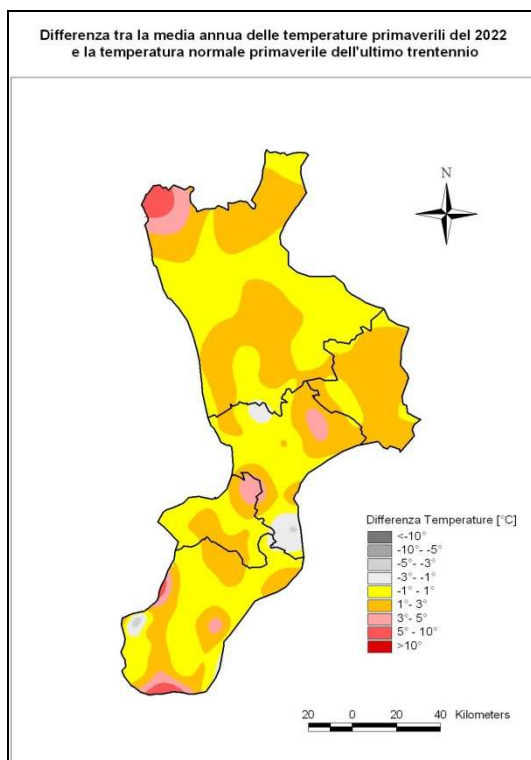 Differenza tra la media annua delle temperature primaverili del 2022
e la temperatura normale primaverile dell'ultimo trentennio
N
Differenza Temperature [°C]
<-10°
-10°- -5°
-5°- -3°
-3°- -1°
-1°- 1°
1°- 3°
3°- 5°
5° - 10°
>10°
20 0 20 40 Kilometers